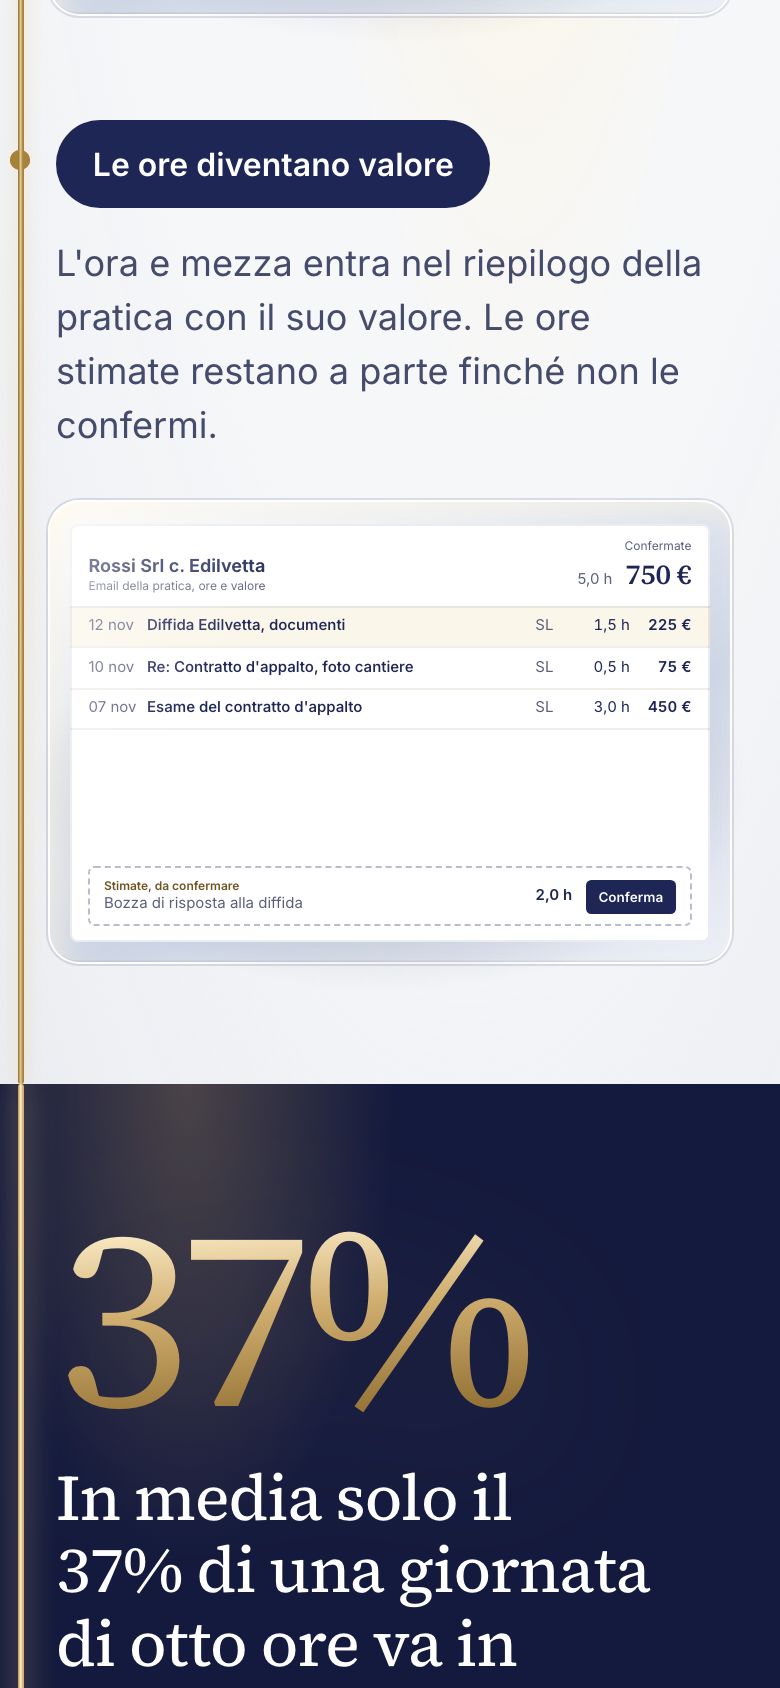 Le ore diventano valore
L'ora e mezza entra nel riepilogo della
pratica con il suo valore. Le ore
stimate restano a parte finché non le
confermi.
Confermate
Rossi Srl c. Edilvetta 5,0 h 750 €
Email della pratica, ore e valore
12 nov Diffida Edilvetta, documenti SL 1,5 h 225 €
10 nov Re: Contratto d'appalto, foto cantiere SL 0,5 h 75 €
07 nov Esame del contratto d'appalto SL 3,0 h 450 €
Stimate, da confermare
Bozza di risposta alla diffida 2,0 h Conferma
37%
In media solo il
37% di una giornata
di otto ore va in